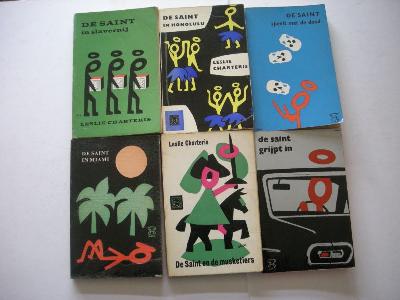 DE SAINT
in slavernij
LESLIE CHARTERIS
DE SAINT
IN HONOLULU
LESLIE
CHARTERIS
DE SAINT
speelt met de dood
DE SAINT
IN MIAMI
Leslie Charteris
De Saint en de musketiers
de saint
grijpt in